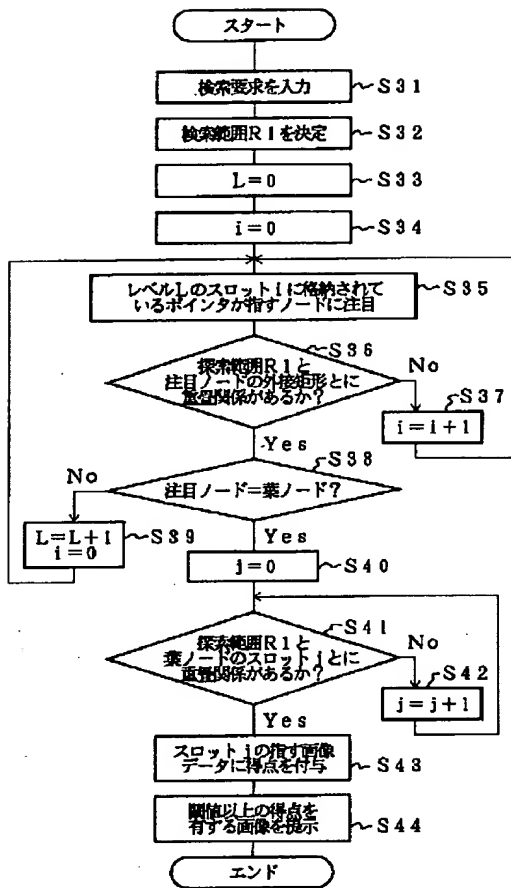 スタート
検索要求を入力
S31
検索範囲R1を決定
S32
L=0
S33
i=0
S34
レベルLのスロットiに格納されて
いるポインタが指すノードに注目
S35
探索範囲R1と
注目ノードの外接矩形とに
重畳関係があるか?
S36
No
i=i+1
S37
Yes
注目ノード=葉ノード?
S38
No
L=L+1
i=0
S39
Yes
j=0
S40
探索範囲R1と
葉ノードのスロットjとに
重畳関係があるか?
S41
No
j=j+1
S42
Yes
スロットjの指す画像
データに得点を付与
S43
閾値以上の得点を
有する画像を提示
S44
エンド